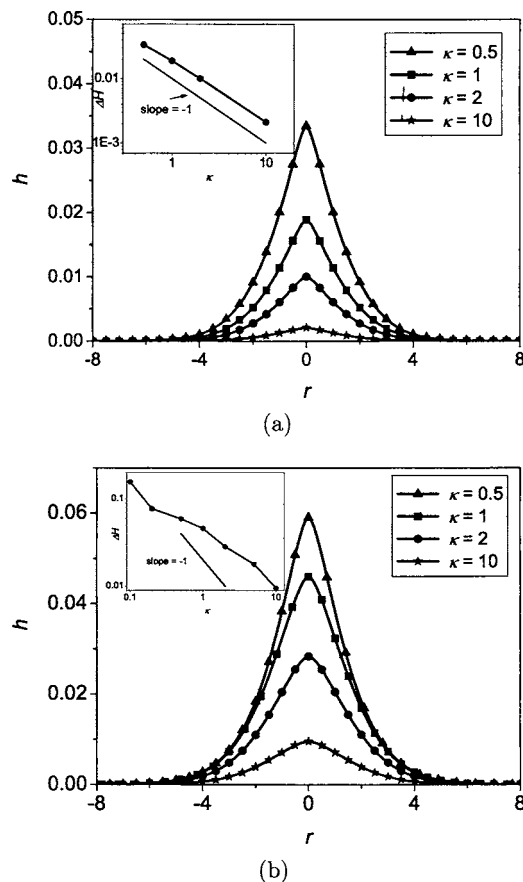 0.05
0.04
0.03
0.02
0.01
0.00
h
-8
-4
0
4
8
r
κ = 0.5
κ = 1
κ = 2
κ = 10
0.01
1E-3
ΔH
slope = -1
1
10
κ
(a)
0.06
0.04
0.02
0.00
h
-8
-4
0
4
8
r
κ = 0.5
κ = 1
κ = 2
κ = 10
0.1
0.01
ΔH
slope = -1
0.1
1
10
κ
(b)